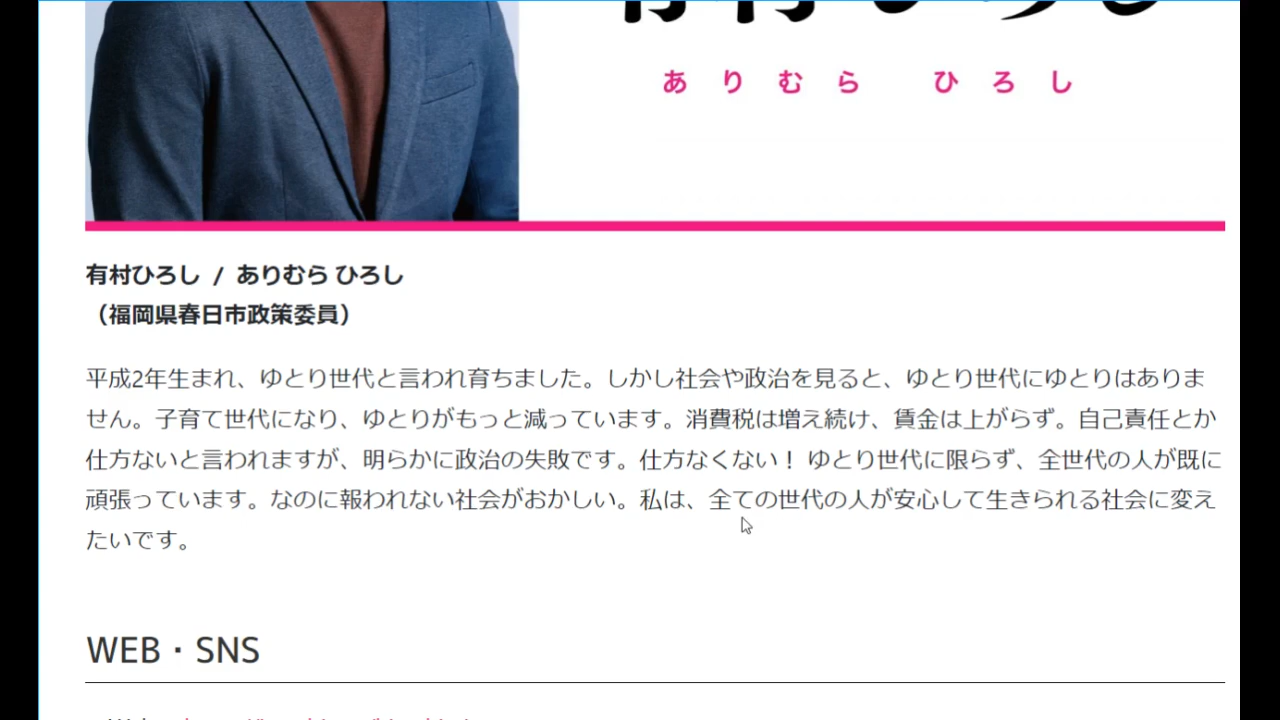 有村ひろし
ありむら ひろし
有村ひろし / ありむら ひろし
（福岡県春日市政策委員）
平成2年生まれ、ゆとり世代と言われ育ちました。しかし社会や政治を見ると、ゆとり世代にゆとりはありま
せん。子育て世代になり、ゆとりがもっと減っています。消費税は増え続け、賃金は上がらず。自己責任とか
仕方ないと言われますが、明らかに政治の失敗です。仕方なくない！ ゆとり世代に限らず、全世代の人が既に
頑張っています。なのに報われない社会がおかしい。私は、全ての世代の人が安心して生きられる社会に変え
たいです。
WEB・SNS